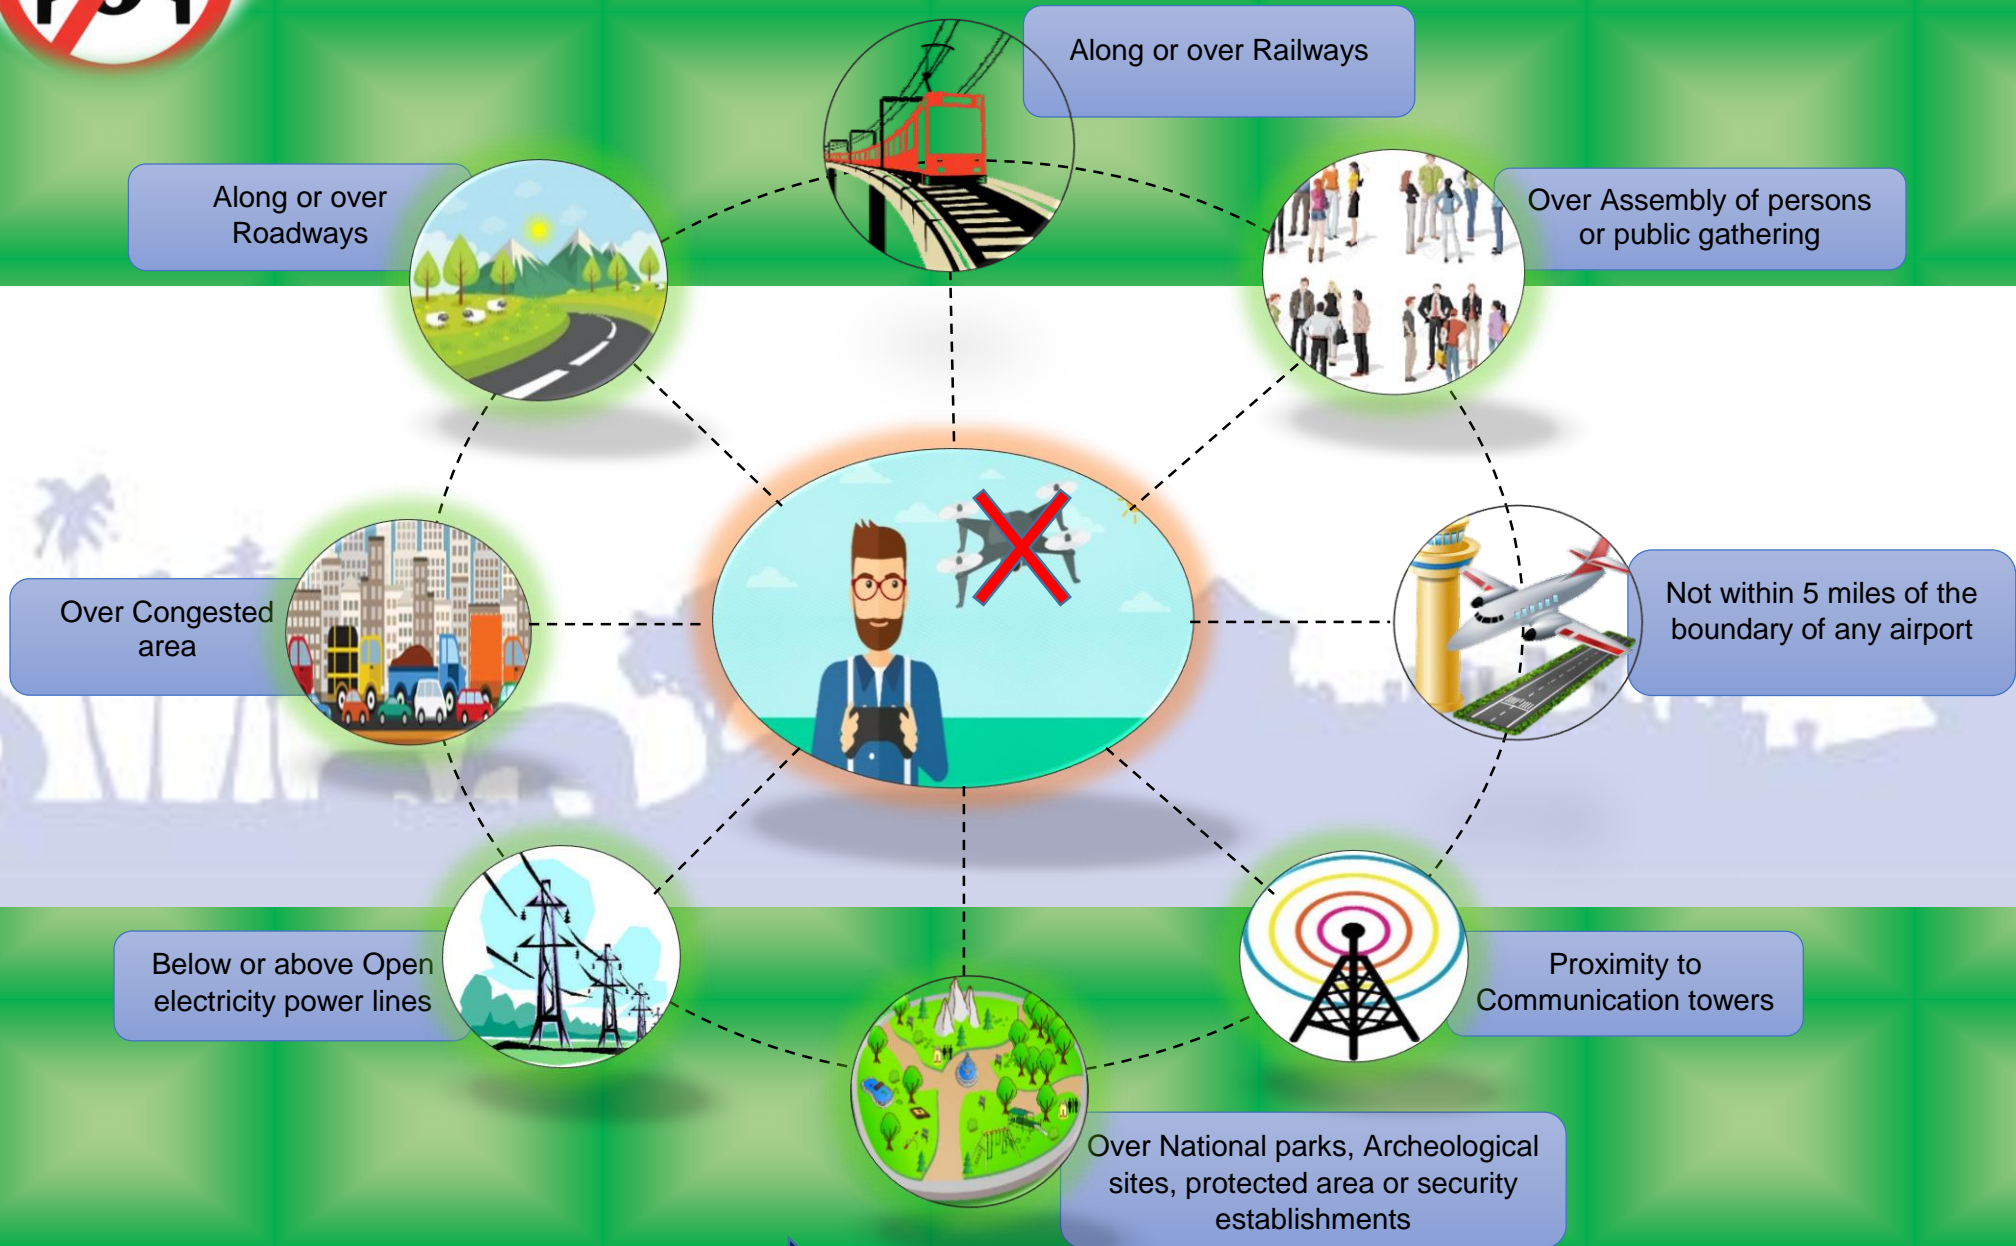 Along or over Railways
Along or over
Roadways
Over Assembly of persons
or public gathering
Over Congested
area
Not within 5 miles of the
boundary of any airport
Below or above Open
electricity power lines
Proximity to
Communication towers
Over National parks, Archeological
sites, protected area or security
establishments